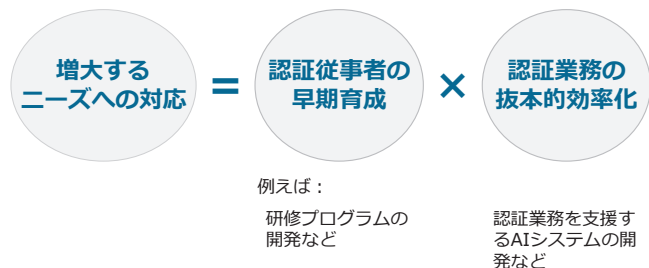 増大する
ニーズへの対応
=
認証従事者の
早期育成
×
認証業務の
抜本的効率化
例えば：
研修プログラムの
開発など
認証業務を支援す
るAIシステムの開
発など